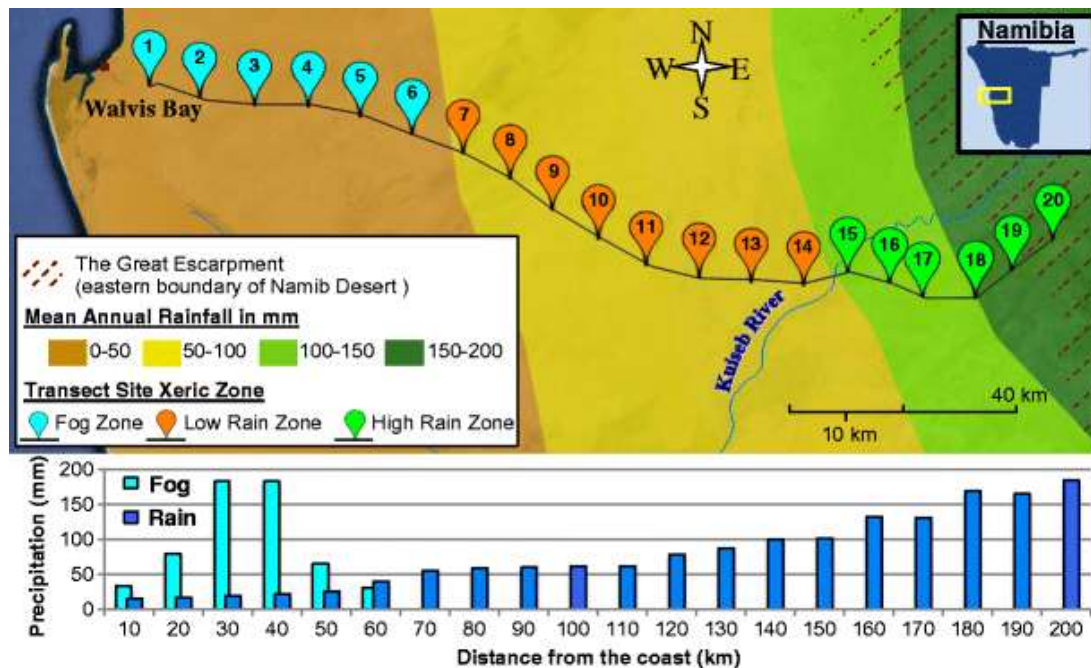 1 2 3 4 5 6 7 8 9 10 11 12 13 14 15 16 17 18 19 20
Walvis Bay
N
W E
S
Namibia
Kuiseb River
The Great Escarpment
(eastern boundary of Namib Desert )
Mean Annual Rainfall in mm
0-50 50-100 100-150 150-200
Transect Site Xeric Zone
Fog Zone Low Rain Zone High Rain Zone
40 km
10 km
Precipitation (mm)
200
150
100
50
0
Fog
Rain
10 20 30 40 50 60 70 80 90 100 110 120 130 140 150 160 170 180 190 200
Distance from the coast (km)